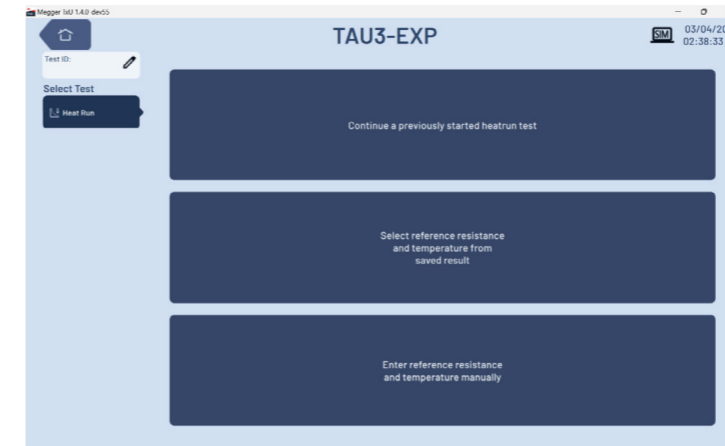 Megger TxU 1.4.0 dev55
TAU3-EXP
SIM
03/04/20
02:38:33
Test ID:
Select Test
Heat Run
Continue a previously started heatrun test
Select reference resistance
and temperature from
saved result
Enter reference resistance
and temperature manually